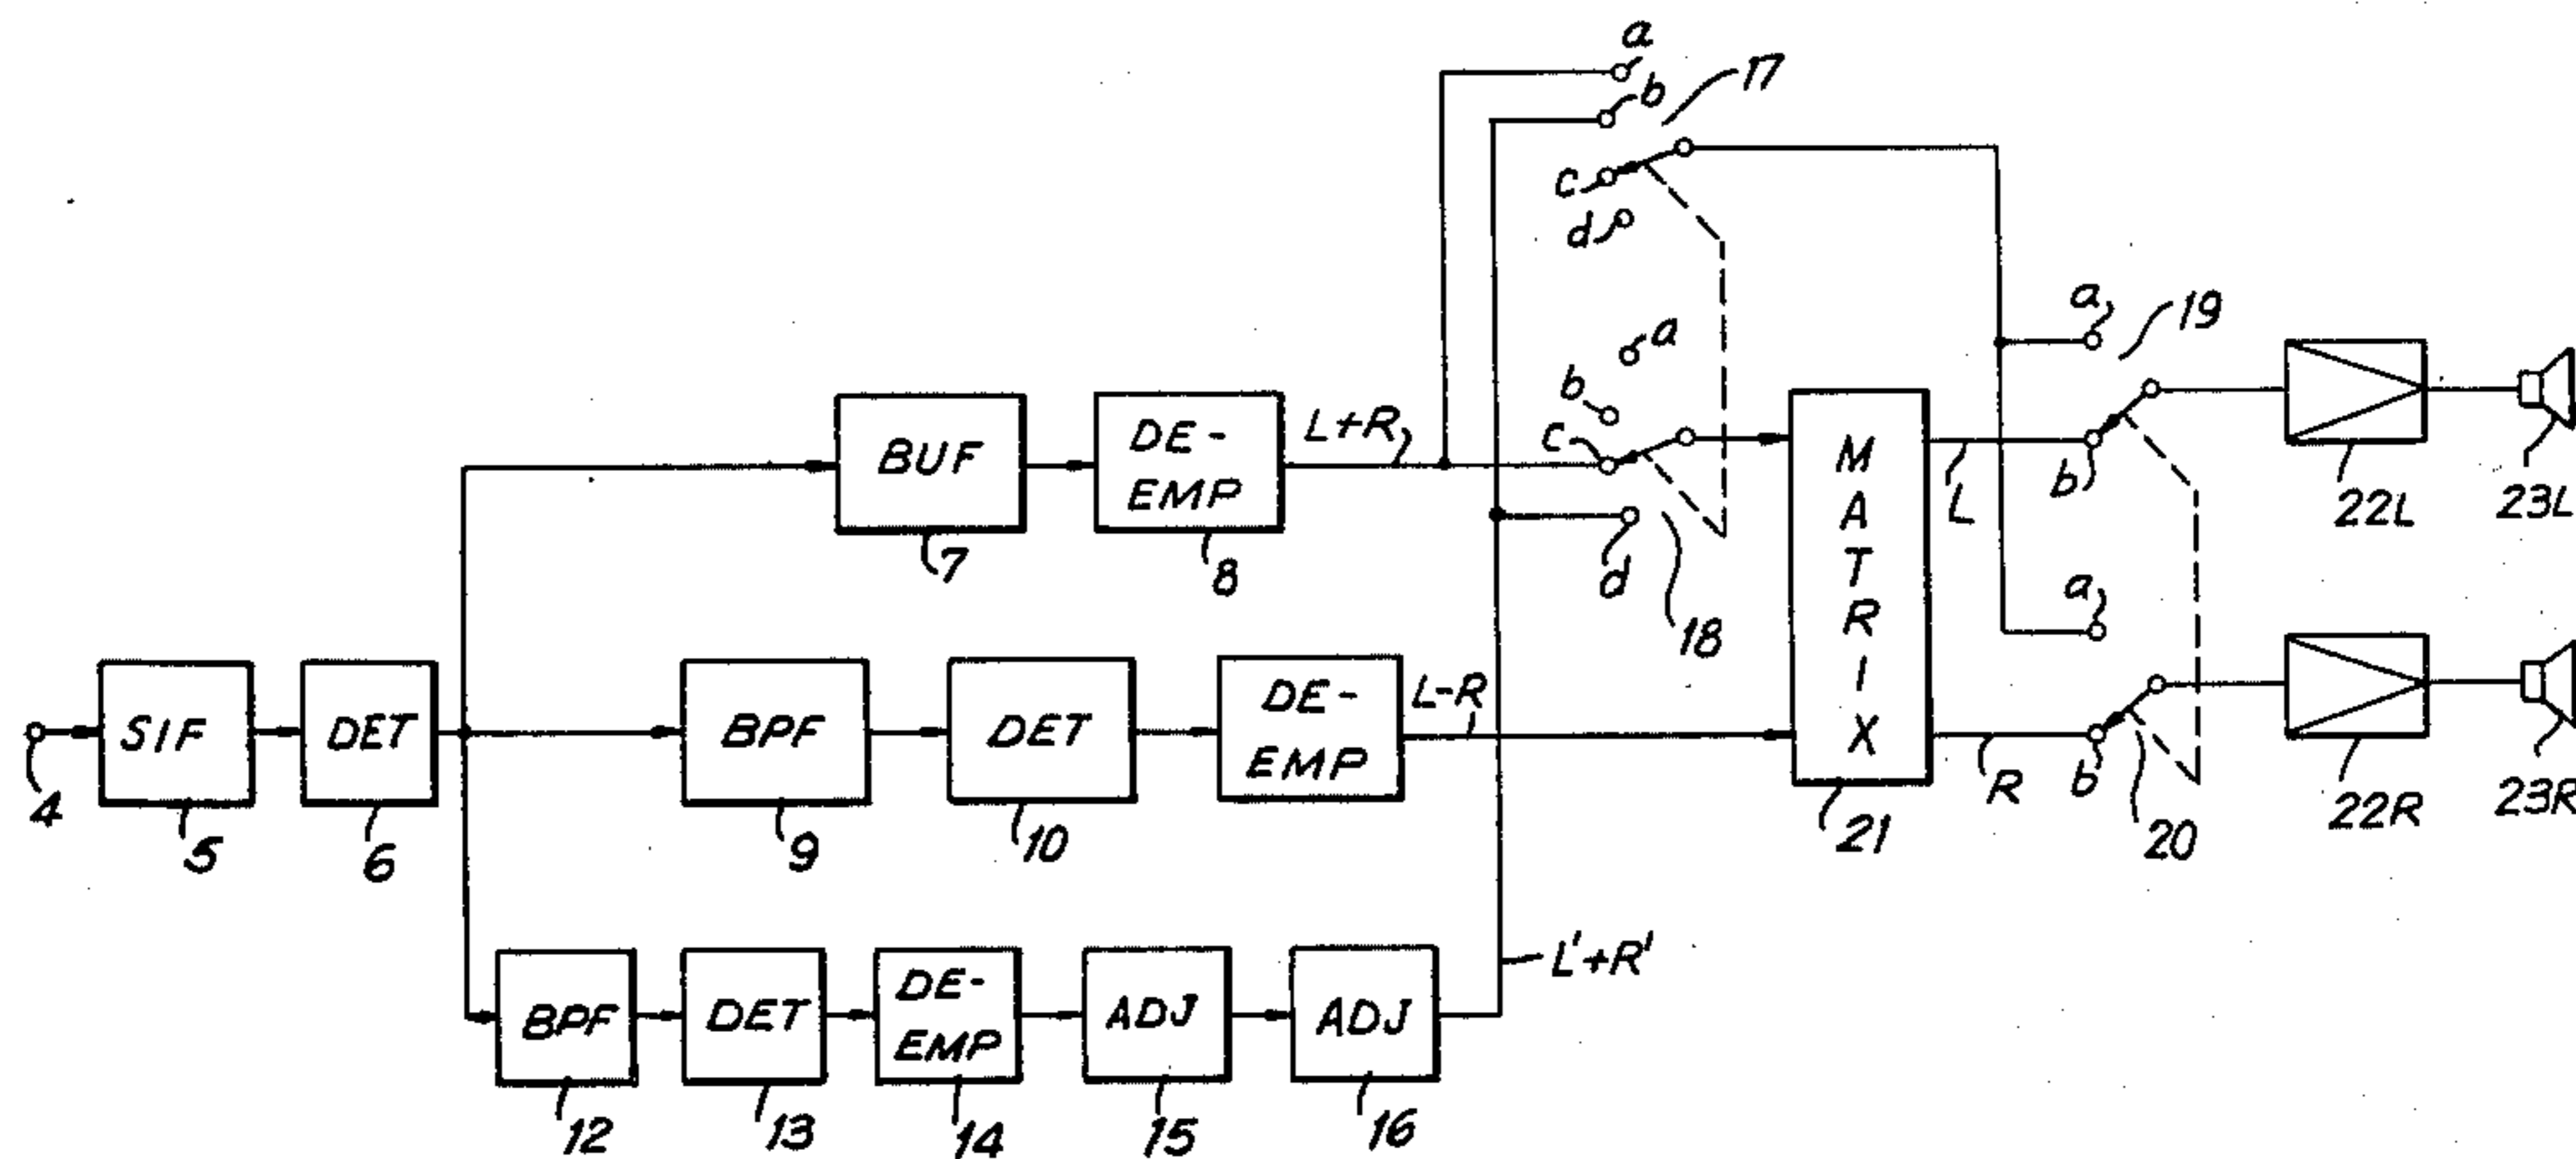 a
b
17
c
d
a
b
c
d
18
L+R
BUF
7
DE-
EMP
8
4
SIF
5
DET
6
BPF
9
DET
10
DE-
EMP
L-R
BPF
12
DET
13
DE-
EMP
14
ADJ
15
ADJ
16
L'+R'
MATRIX
21
L
R
a
19
b
a
b
20
22L
23L
22R
23R